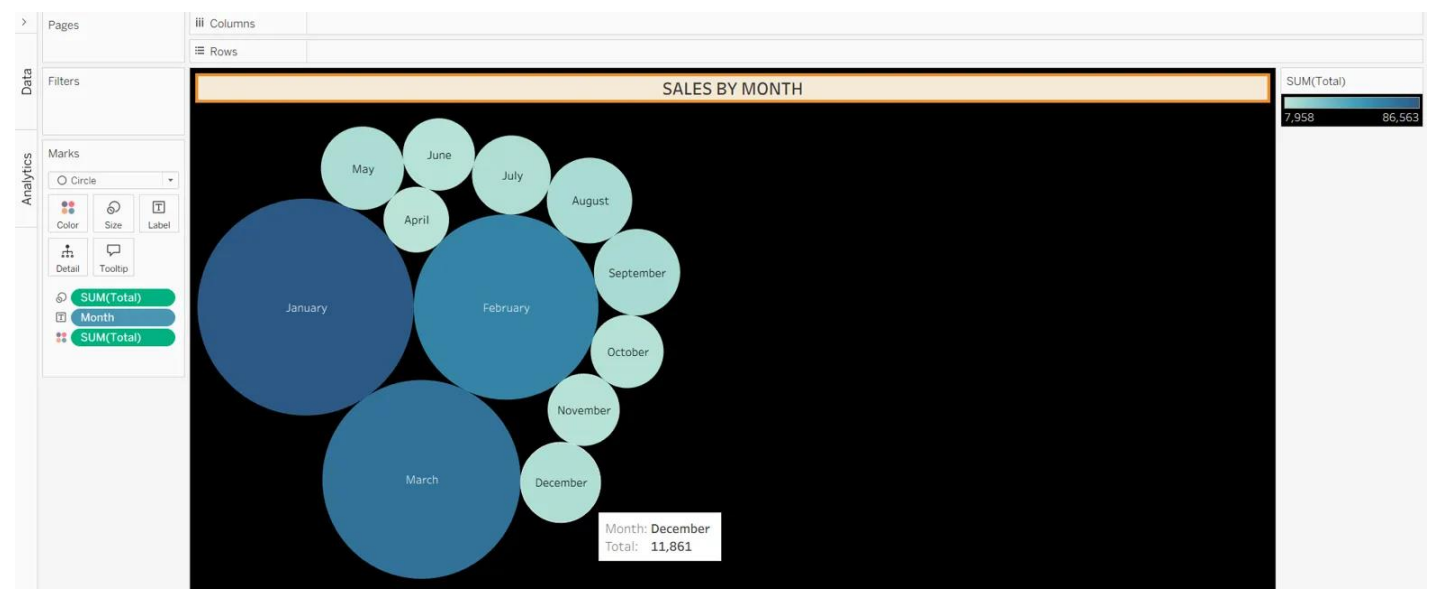 Pages
Columns
Rows
Data
Filters
SALES BY MONTH
SUM(Total)
7,958 86,563
Analytics
Marks
Circle
Color Size Label
Detail Tooltip
SUM(Total)
Month
SUM(Total)
May
June
July
April
August
September
January
February
October
November
March
December
Month: December
Total: 11,861